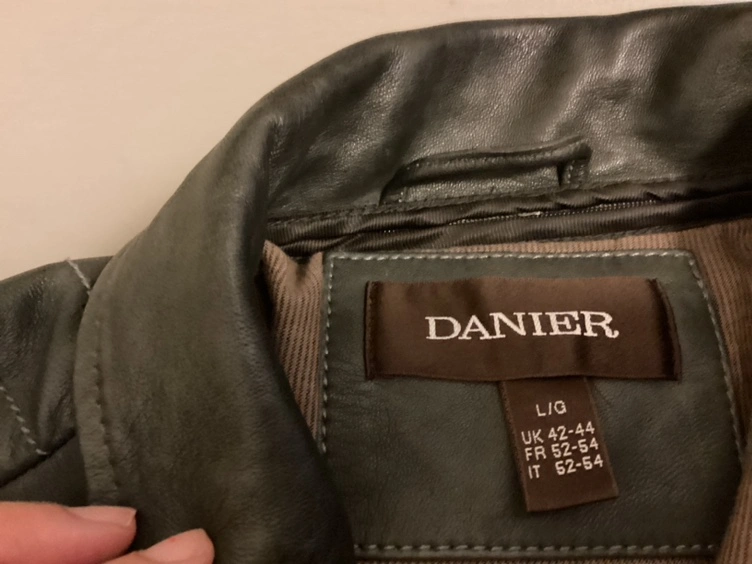 DANIER
L/G
UK 42-44
FR 52-54
IT 52-54